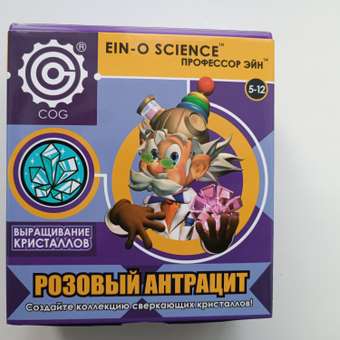 EIN-O SCIENCE™
ПРОФЕССОР ЭЙН™
®
COG
5-12
ВЫРАЩИВАНИЕ
КРИСТАЛЛОВ
РОЗОВЫЙ АНТРАЦИТ
Создайте коллекцию сверкающих кристаллов!